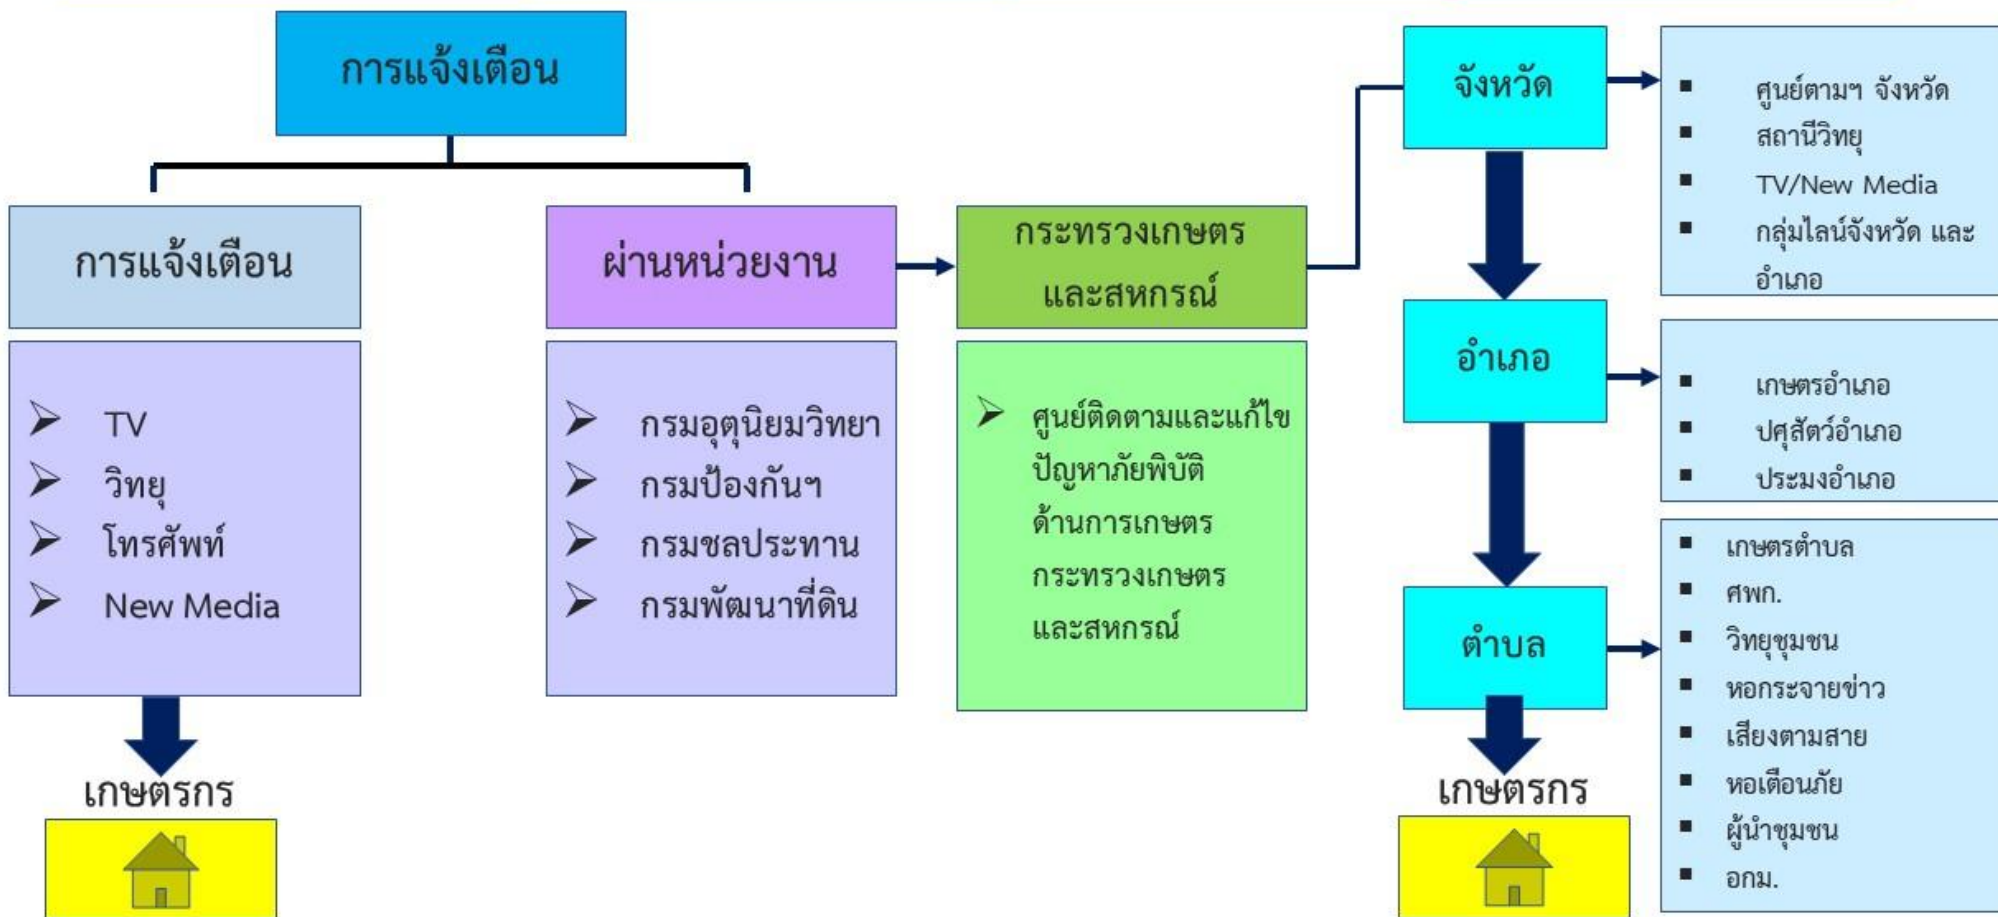 การแจ้งเตือน
การแจ้งเตือน
TV
วิทยุ
โทรศัพท์
New Media
เกษตรกร
ผ่านหน่วยงาน
กรมอุตุนิยมวิทยา
กรมป้องกันฯ
กรมชลประทาน
กรมพัฒนาที่ดิน
กระทรวงเกษตร
และสหกรณ์
ศูนย์ติดตามและแก้ไข
ปัญหาภัยพิบัติ
ด้านการเกษตร
กระทรวงเกษตร
และสหกรณ์
จังหวัด
ศูนย์ตามฯ จังหวัด
สถานีวิทยุ
TV/New Media
กลุ่มไลน์จังหวัด และ
อำเภอ
อำเภอ
เกษตรอำเภอ
ปศุสัตว์อำเภอ
ประมงอำเภอ
ตำบล
เกษตรตำบล
ศพก.
วิทยุชุมชน
หอกระจายข่าว
เสียงตามสาย
หอเตือนภัย
ผู้นำชุมชน
อกม.
เกษตรกร